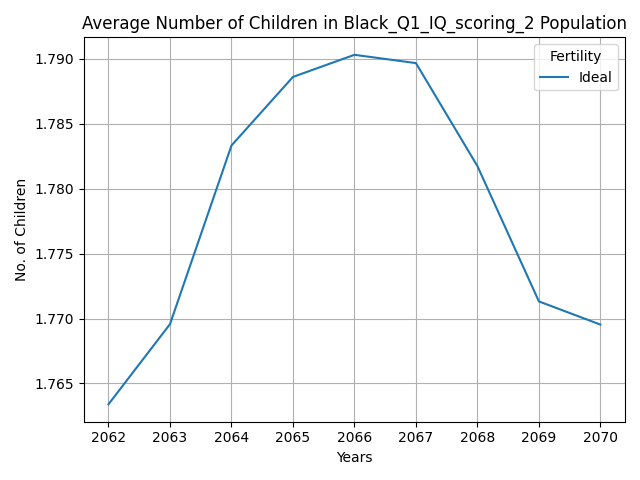 Average Number of Children in Black_Q1_IQ_scoring_2 Population
Fertility
Ideal
No. of Children
1.790
1.785
1.780
1.775
1.770
1.765
2062 2063 2064 2065 2066 2067 2068 2069 2070
Years